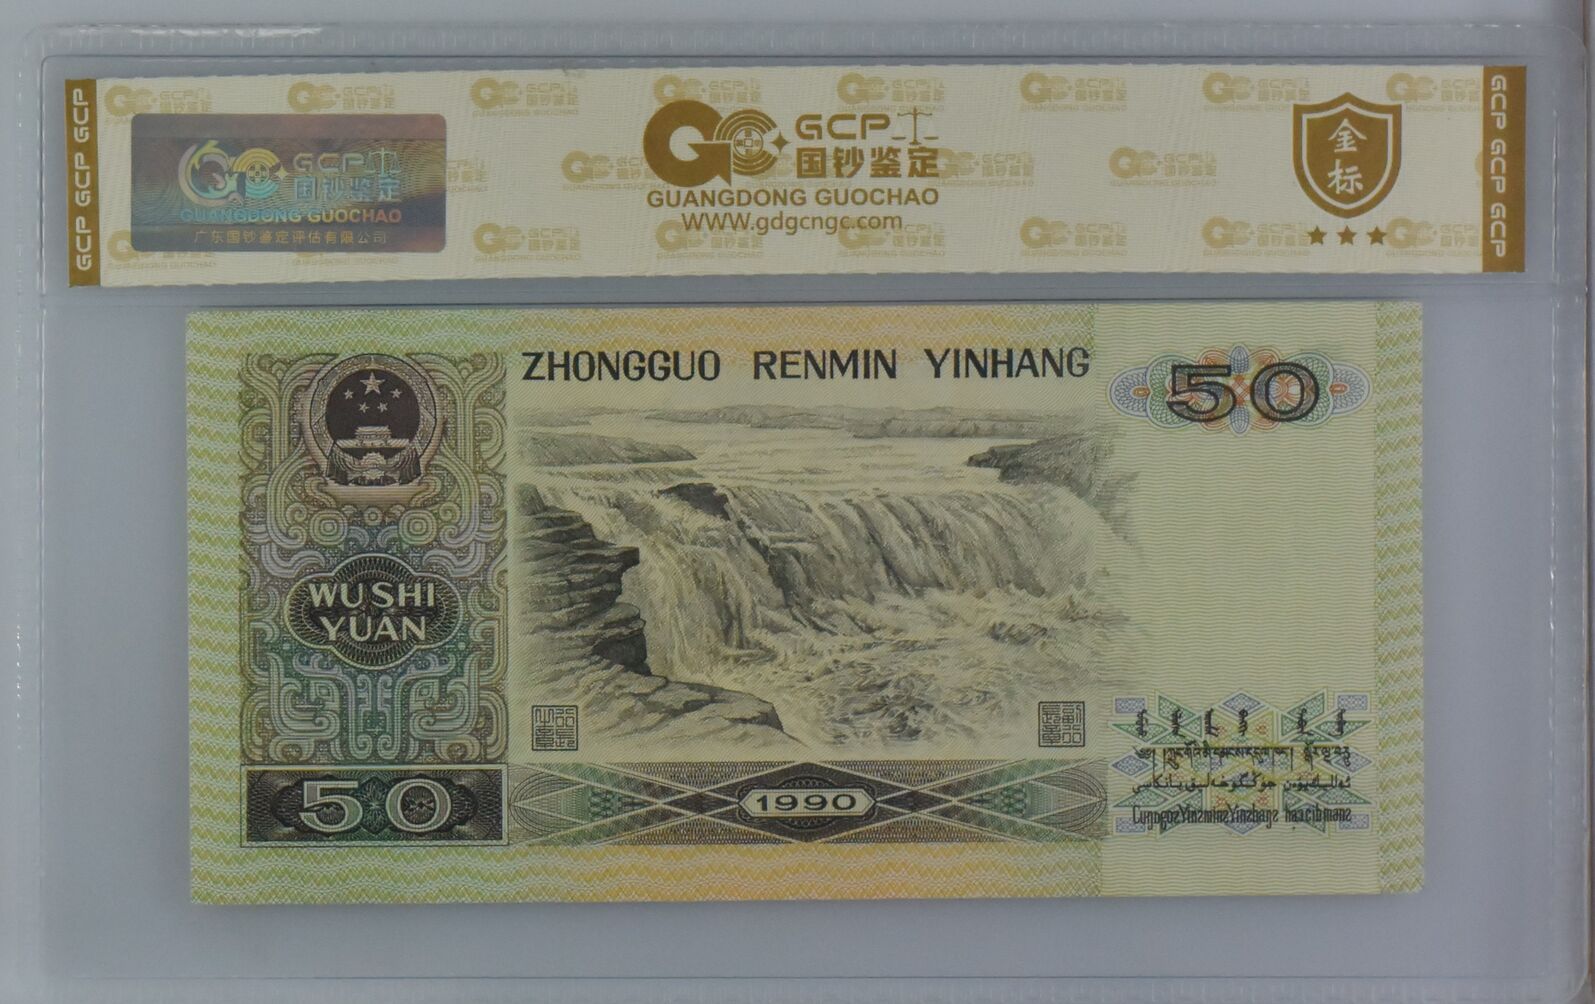 GCP GCP GCP
GCP 国钞鉴定
GUANGDONG GUOCHAO
广东国钞鉴定评估有限公司
GCP
国钞鉴定
GUANGDONG GUOCHAO
WWW.gdgcngc.com
金标
GCP GCP GCP
ZHONGGUO RENMIN YINHANG
50
WU SHI
YUAN
50
1990